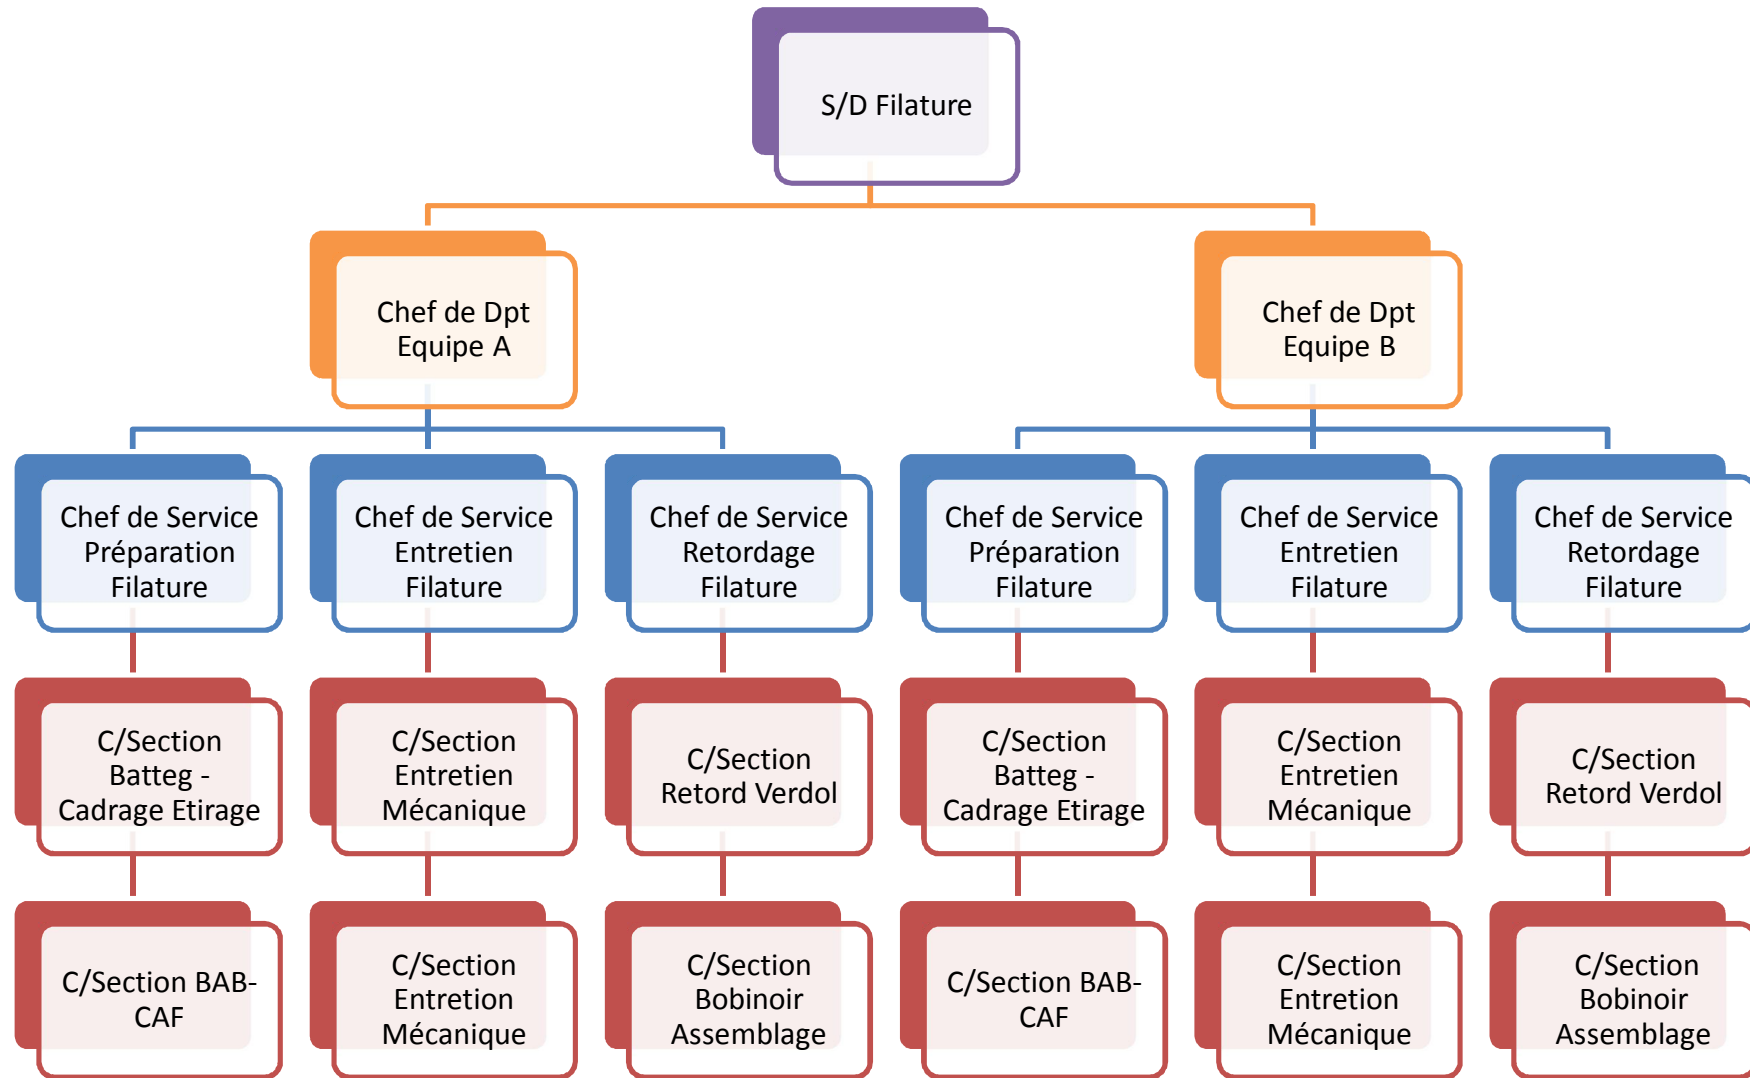 S/D Filature
Chef de Dpt
Equipe A
Chef de Dpt
Equipe B
Chef de Service
Préparation
Filature
Chef de Service
Entretien
Filature
Chef de Service
Retordage
Filature
Chef de Service
Préparation
Filature
Chef de Service
Entretien
Filature
Chef de Service
Retordage
Filature
C/Section
Batteg -
Cadrage Etirage
C/Section
Entretien
Mécanique
C/Section
Retord Verdol
C/Section
Batteg -
Cadrage Etirage
C/Section
Entretien
Mécanique
C/Section
Retord Verdol
C/Section BAB-
CAF
C/Section
Entretion
Mécanique
C/Section
Bobinoir
Assemblage
C/Section BAB-
CAF
C/Section
Entretion
Mécanique
C/Section
Bobinoir
Assemblage